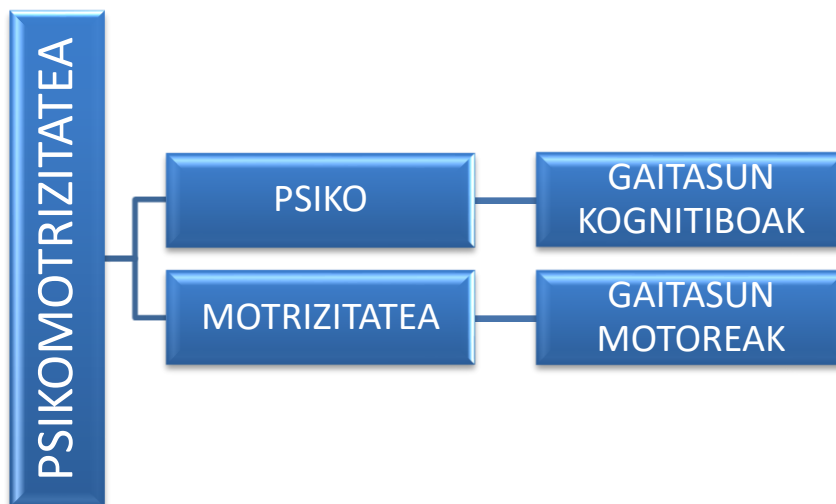 PSIKOMOTRIZITATEA
PSIKO
GAITASUN
KOGNITIBOAK
MOTRIZITATEA
GAITASUN
MOTOREAK